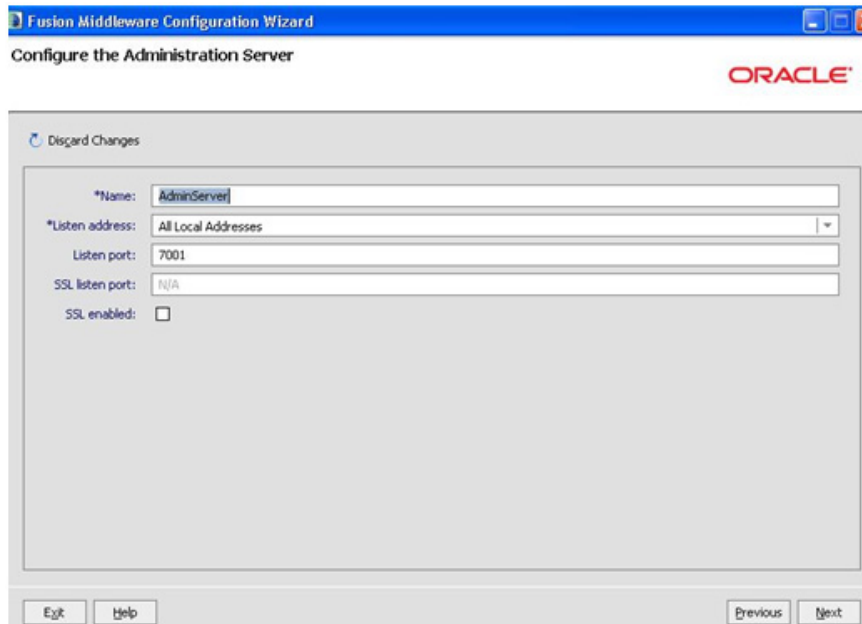 Fusion Middleware Configuration Wizard
Configure the Administration Server
ORACLE
Discard Changes
*Name: AdminServer
*Listen address: All Local Addresses
Listen port: 7001
SSL listen port: N/A
SSL enabled:
Exit Help Previous Next